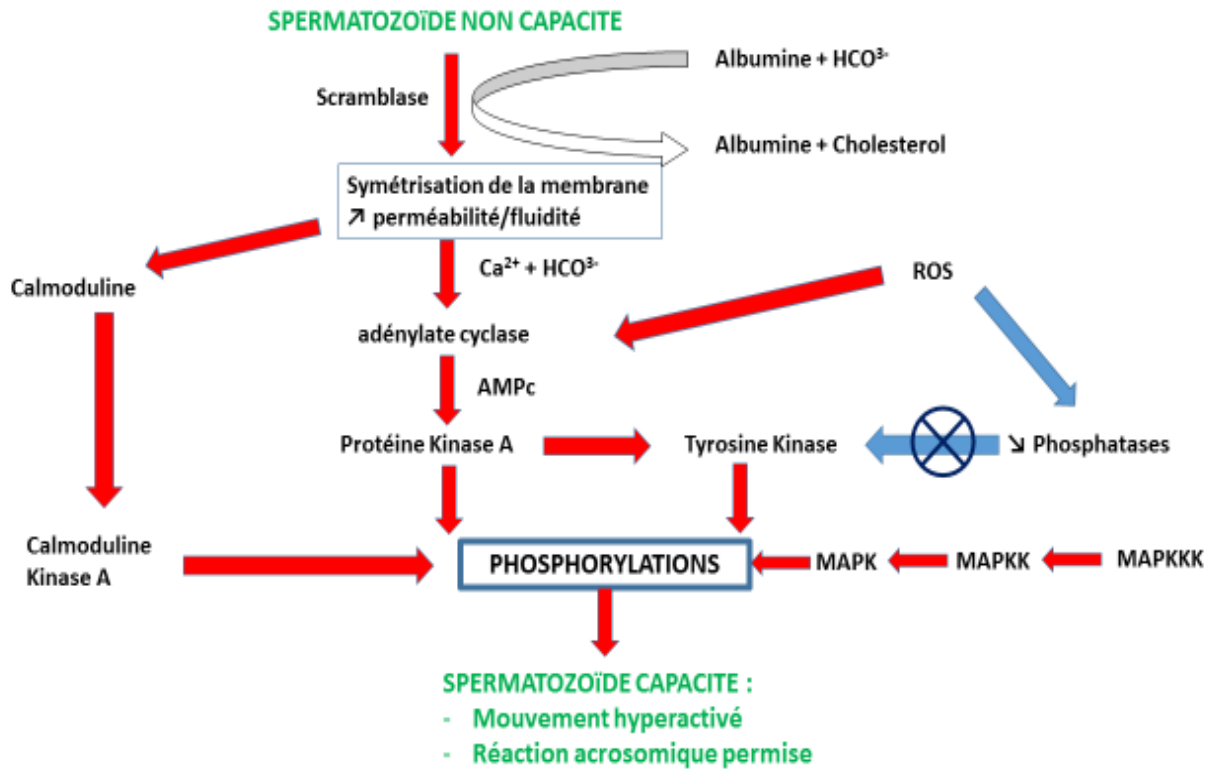 SPERMATOZOïDE NON CAPACITE
Albumine + HCO³⁻
Scramblase
Albumine + Cholesterol
Symétrisation de la membrane
↗ perméabilité/fluidité
Ca²⁺ + HCO³⁻
ROS
Calmoduline
adénylate cyclase
AMPc
Protéine Kinase A
Tyrosine Kinase
↘ Phosphatases
Calmoduline
Kinase A
PHOSPHORYLATIONS
MAPK
MAPKK
MAPKKK
SPERMATOZOïDE CAPACITE :
- Mouvement hyperactivé
- Réaction acrosomique permise